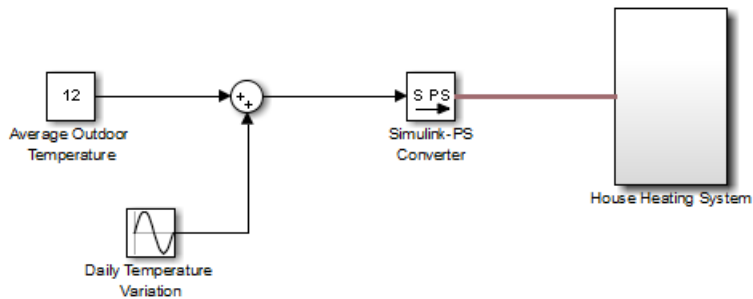 12
Average Outdoor
Temperature
S PS
Simulink-PS
Converter
House Heating System
Daily Temperature
Variation